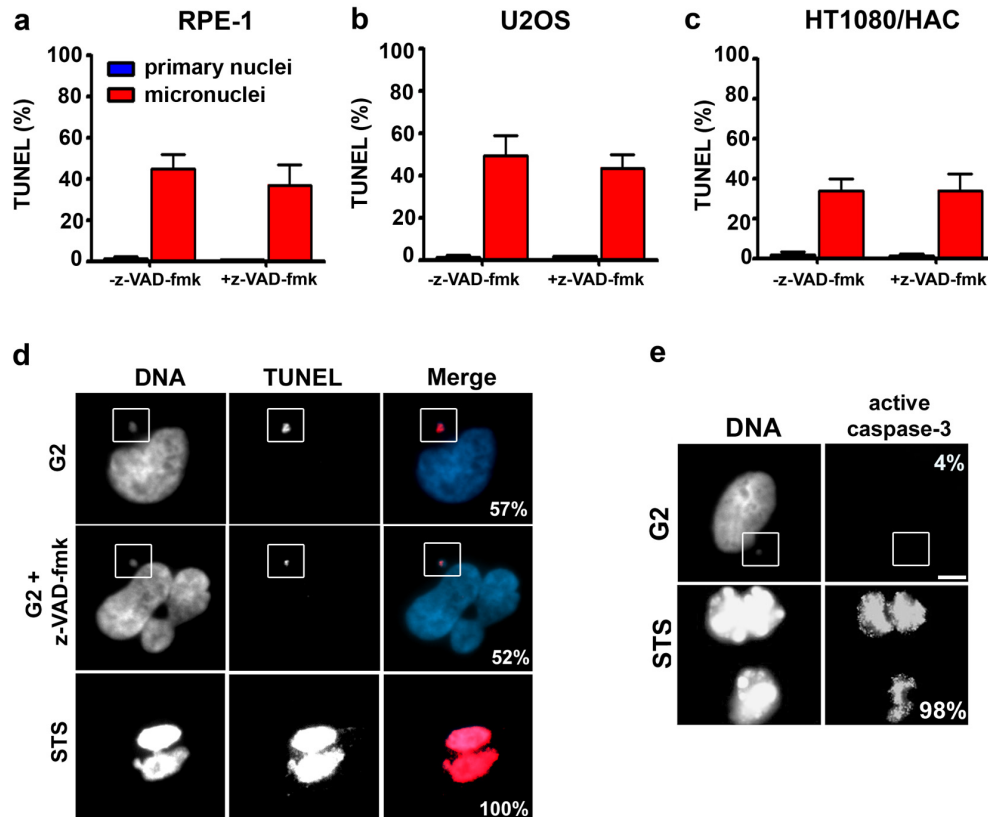 a
RPE-1
TUNEL (%)
100
80
60
40
20
0
primary nuclei
micronuclei
-z-VAD-fmk
+z-VAD-fmk
b
U2OS
TUNEL (%)
100
80
60
40
20
0
-z-VAD-fmk
+z-VAD-fmk
c
HT1080/HAC
TUNEL (%)
100
80
60
40
20
0
-z-VAD-fmk
+z-VAD-fmk
d
DNA
TUNEL
Merge
G2
57%
G2 +
z-VAD-fmk
52%
STS
100%
e
DNA
active
caspase-3
G2
4%
STS
98%